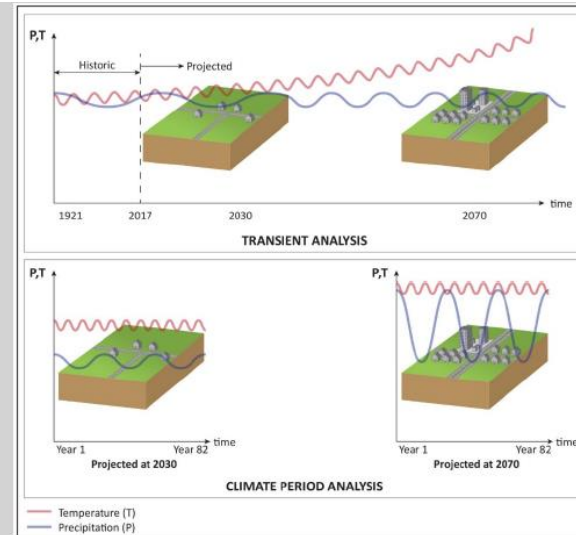 P,T
Historic
Projected
time
1921 2017 2030 2070
TRANSIENT ANALYSIS
P,T P,T
time time
Year 1 Year 82 Year 1 Year 82
Projected at 2030 Projected at 2070
CLIMATE PERIOD ANALYSIS
Temperature (T)
Precipitation (P)